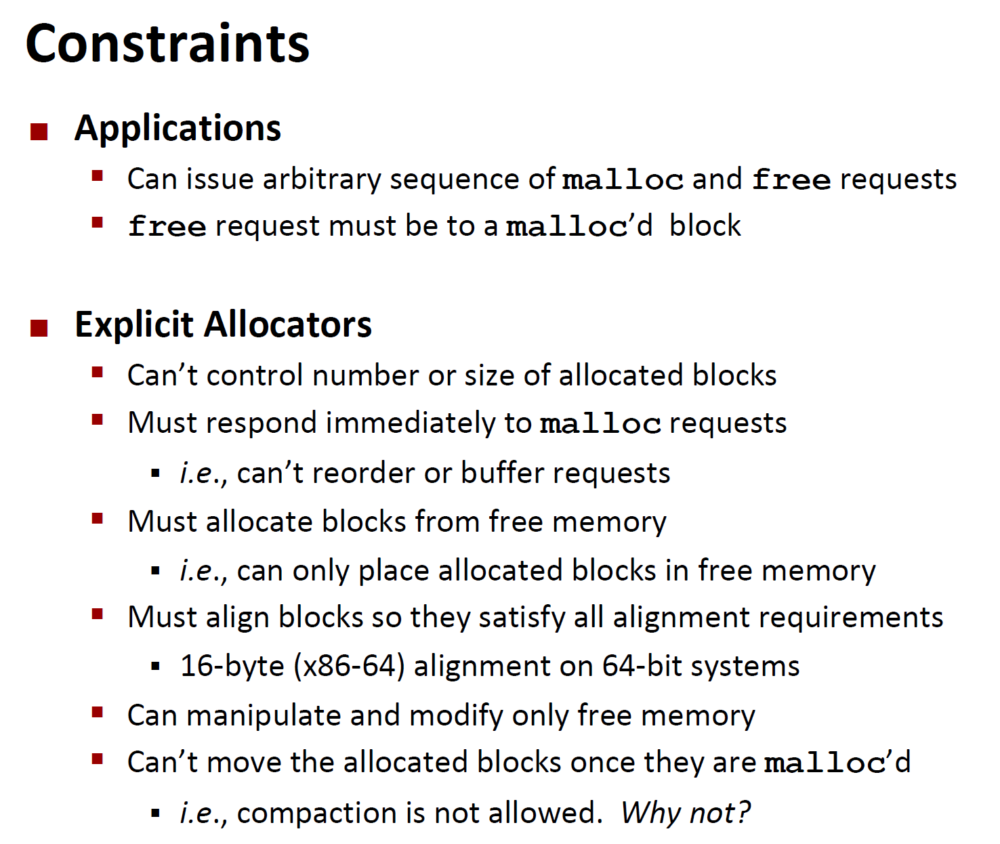 Constraints
Applications
Can issue arbitrary sequence of malloc and free requests
free request must be to a malloc’d block
Explicit Allocators
Can’t control number or size of allocated blocks
Must respond immediately to malloc requests
i.e., can’t reorder or buffer requests
Must allocate blocks from free memory
i.e., can only place allocated blocks in free memory
Must align blocks so they satisfy all alignment requirements
16-byte (x86-64) alignment on 64-bit systems
Can manipulate and modify only free memory
Can’t move the allocated blocks once they are malloc’d
i.e., compaction is not allowed. Why not?